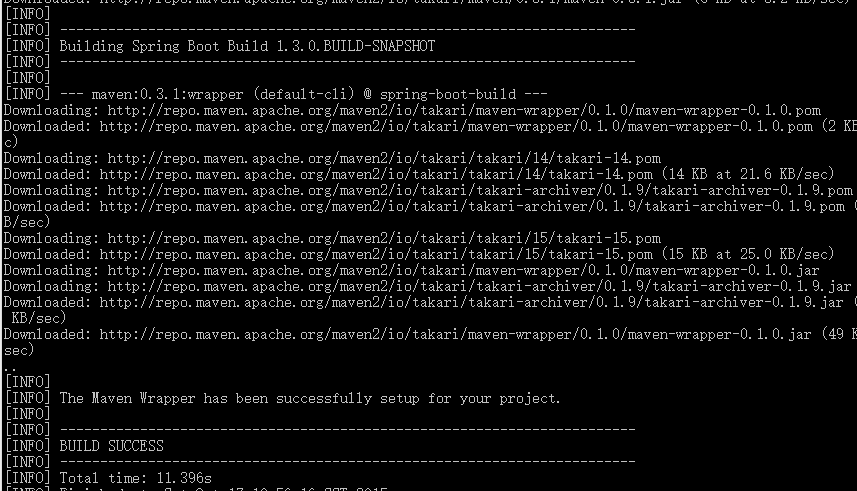 [INFO]
[INFO] ------------------------------------------------------------------------
[INFO] Building Spring Boot Build 1.3.0.BUILD-SNAPSHOT
[INFO] ------------------------------------------------------------------------
[INFO]
[INFO] --- maven:0.3.1:wrapper (default-cli) @ spring-boot-build ---
Downloading: http://repo.maven.apache.org/maven2/io/takari/maven-wrapper/0.1.0/maven-wrapper-0.1.0.pom
Downloaded: http://repo.maven.apache.org/maven2/io/takari/maven-wrapper/0.1.0/maven-wrapper-0.1.0.pom (2 KB
c)
Downloading: http://repo.maven.apache.org/maven2/io/takari/takari/14/takari-14.pom
Downloaded: http://repo.maven.apache.org/maven2/io/takari/takari/14/takari-14.pom (14 KB at 21.6 KB/sec)
Downloading: http://repo.maven.apache.org/maven2/io/takari/takari-archiver/0.1.9/takari-archiver-0.1.9.pom
Downloaded: http://repo.maven.apache.org/maven2/io/takari/takari-archiver/0.1.9/takari-archiver-0.1.9.pom (
B/sec)
Downloading: http://repo.maven.apache.org/maven2/io/takari/takari/15/takari-15.pom
Downloaded: http://repo.maven.apache.org/maven2/io/takari/takari/15/takari-15.pom (15 KB at 25.0 KB/sec)
Downloading: http://repo.maven.apache.org/maven2/io/takari/maven-wrapper/0.1.0/maven-wrapper-0.1.0.jar
Downloading: http://repo.maven.apache.org/maven2/io/takari/takari-archiver/0.1.9/takari-archiver-0.1.9.jar
Downloaded: http://repo.maven.apache.org/maven2/io/takari/takari-archiver/0.1.9/takari-archiver-0.1.9.jar (
KB/sec)
Downloaded: http://repo.maven.apache.org/maven2/io/takari/maven-wrapper/0.1.0/maven-wrapper-0.1.0.jar (49 K
sec)
..
[INFO]
[INFO] The Maven Wrapper has been successfully setup for your project.
[INFO]
[INFO] ------------------------------------------------------------------------
[INFO] BUILD SUCCESS
[INFO] ------------------------------------------------------------------------
[INFO] Total time: 11.396s